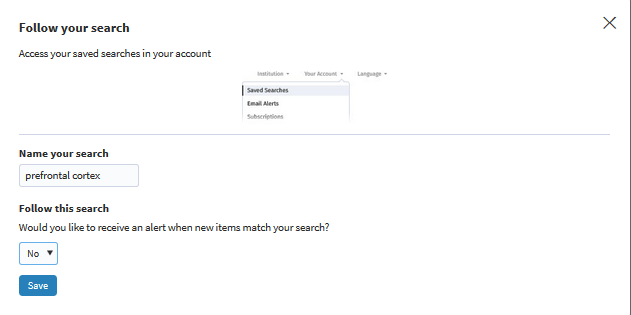 Follow your search
Access your saved searches in your account
Institution Your Account Language
Saved Searches
Email Alerts
Subscriptions
Name your search
prefrontal cortex
Follow this search
Would you like to receive an alert when new items match your search?
No
Save